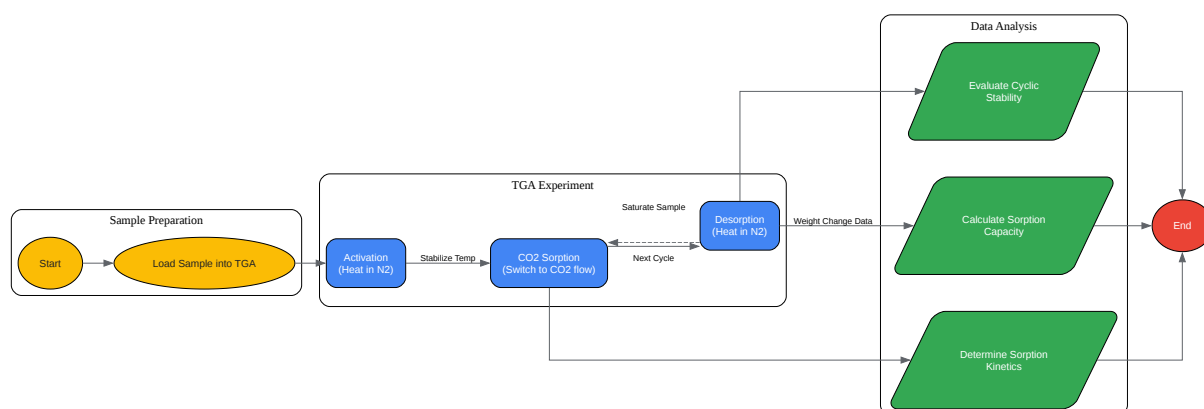 Data Analysis
Evaluate Cyclic
Stability
TGA Experiment
Sample Preparation
Saturate Sample
Desorption
(Heat in N2)
Weight Change Data
Calculate Sorption
Capacity
End
Start
Load Sample into TGA
Activation
(Heat in N2)
Stabilize Temp
CO2 Sorption
(Switch to CO2 flow)
Next Cycle
Determine Sorption
Kinetics